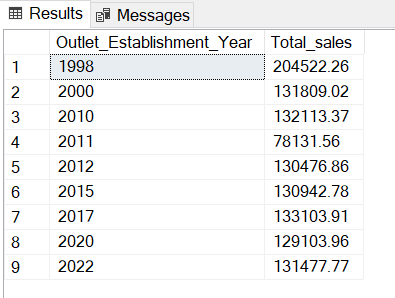 Results Messages
Outlet_Establishment_Year Total_sales
1 1998 204522.26
2 2000 131809.02
3 2010 132113.37
4 2011 78131.56
5 2012 130476.86
6 2015 130942.78
7 2017 133103.91
8 2020 129103.96
9 2022 131477.77